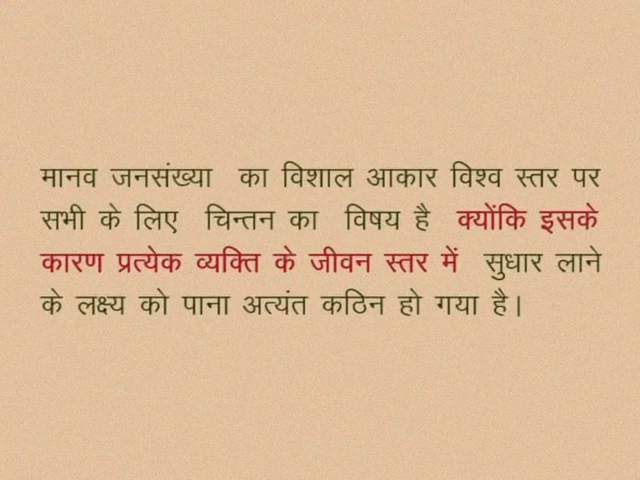 मानव जनसंख्या का विशाल आकार विश्व स्तर पर
सभी के लिए चिन्तन का विषय है क्योंकि इसके
कारण प्रत्येक व्यक्ति के जीवन स्तर में सुधार लाने
के लक्ष्य को पाना अत्यंत कठिन हो गया है।